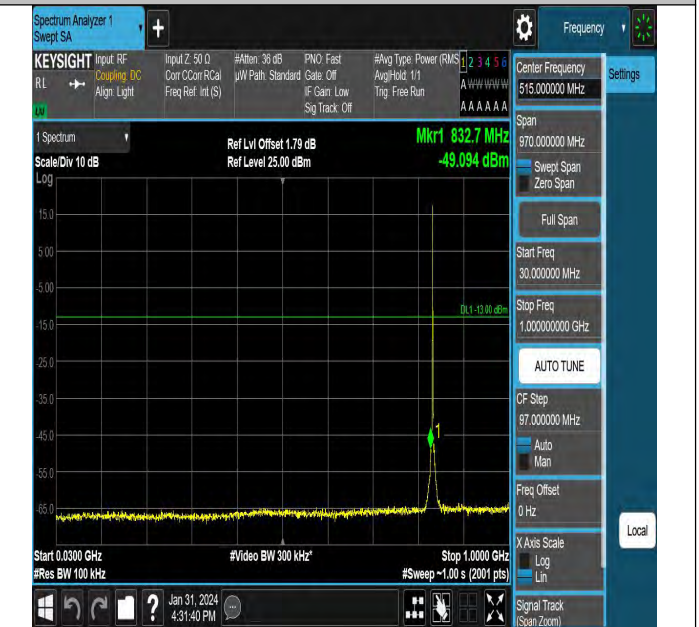 Spectrum Analyzer 1
Swept SA
+
Frequency
KEYSIGHT
RL
Input: RF
Coupling: DC
Align: Light
Input Z: 50 Ω
Corr CCorr RCal
Freq Ref: Int (S)
#Atten: 36 dB
µW Path: Standard
PNO: Fast
Gate: Off
IF Gain: Low
Sig Track: Off
#Avg Type: Power (RMS
Avg|Hold: 1/1
Trig: Free Run
1 2 3 4 5 6
A W W W W W
A A A A A A
1 Spectrum
Scale/Div 10 dB
Log
Ref Lvl Offset 1.79 dB
Ref Level 25.00 dBm
Mkr1 832.7 MHz
-49.094 dBm
15.0
5.00
-5.00
-15.0
-25.0
-35.0
-45.0
-55.0
-65.0
DL1 -13.00 dBm
1
Start 0.0300 GHz
#Res BW 100 kHz
#Video BW 300 kHz*
Stop 1.0000 GHz
#Sweep ~1.00 s (2001 pts)
?
Jan 31, 2024
4:31:40 PM
Center Frequency
515.000000 MHz
Settings
Span
970.000000 MHz
Swept Span
Zero Span
Full Span
Start Freq
30.000000 MHz
Stop Freq
1.000000000 GHz
AUTO TUNE
CF Step
97.000000 MHz
Auto
Man
Freq Offset
0 Hz
Local
X Axis Scale
Log
Lin
Signal Track
(Span Zoom)